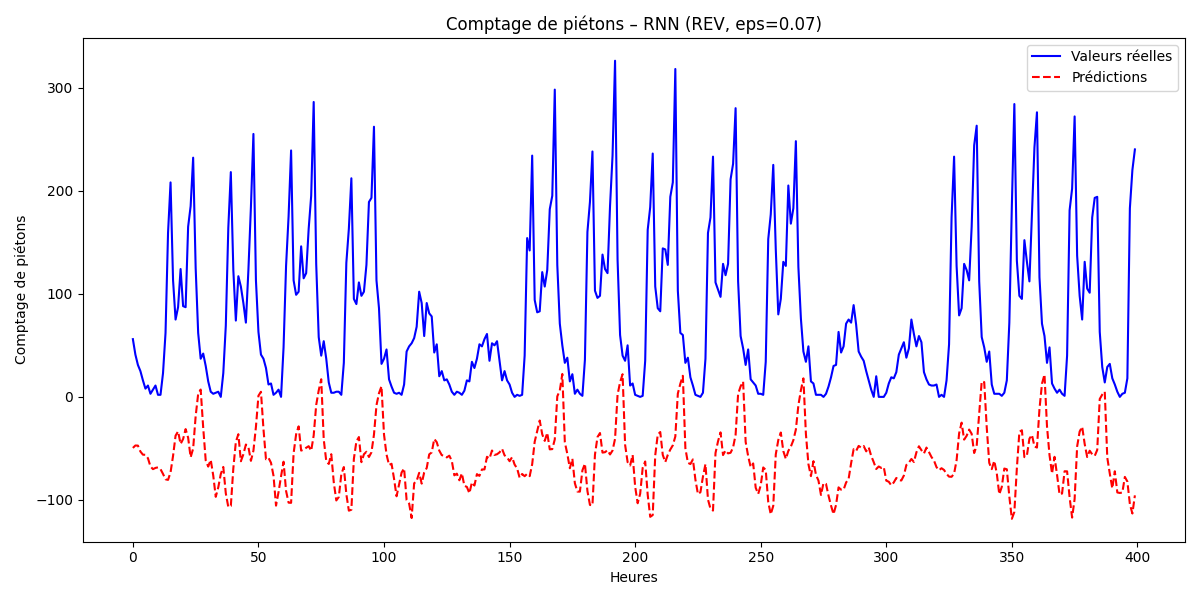 Comptage de piétons – RNN (REV, eps=0.07)
Valeurs réelles
Prédictions
Comptage de piétons
300
200
100
0
−100
0 50 100 150 200 250 300 350 400
Heures